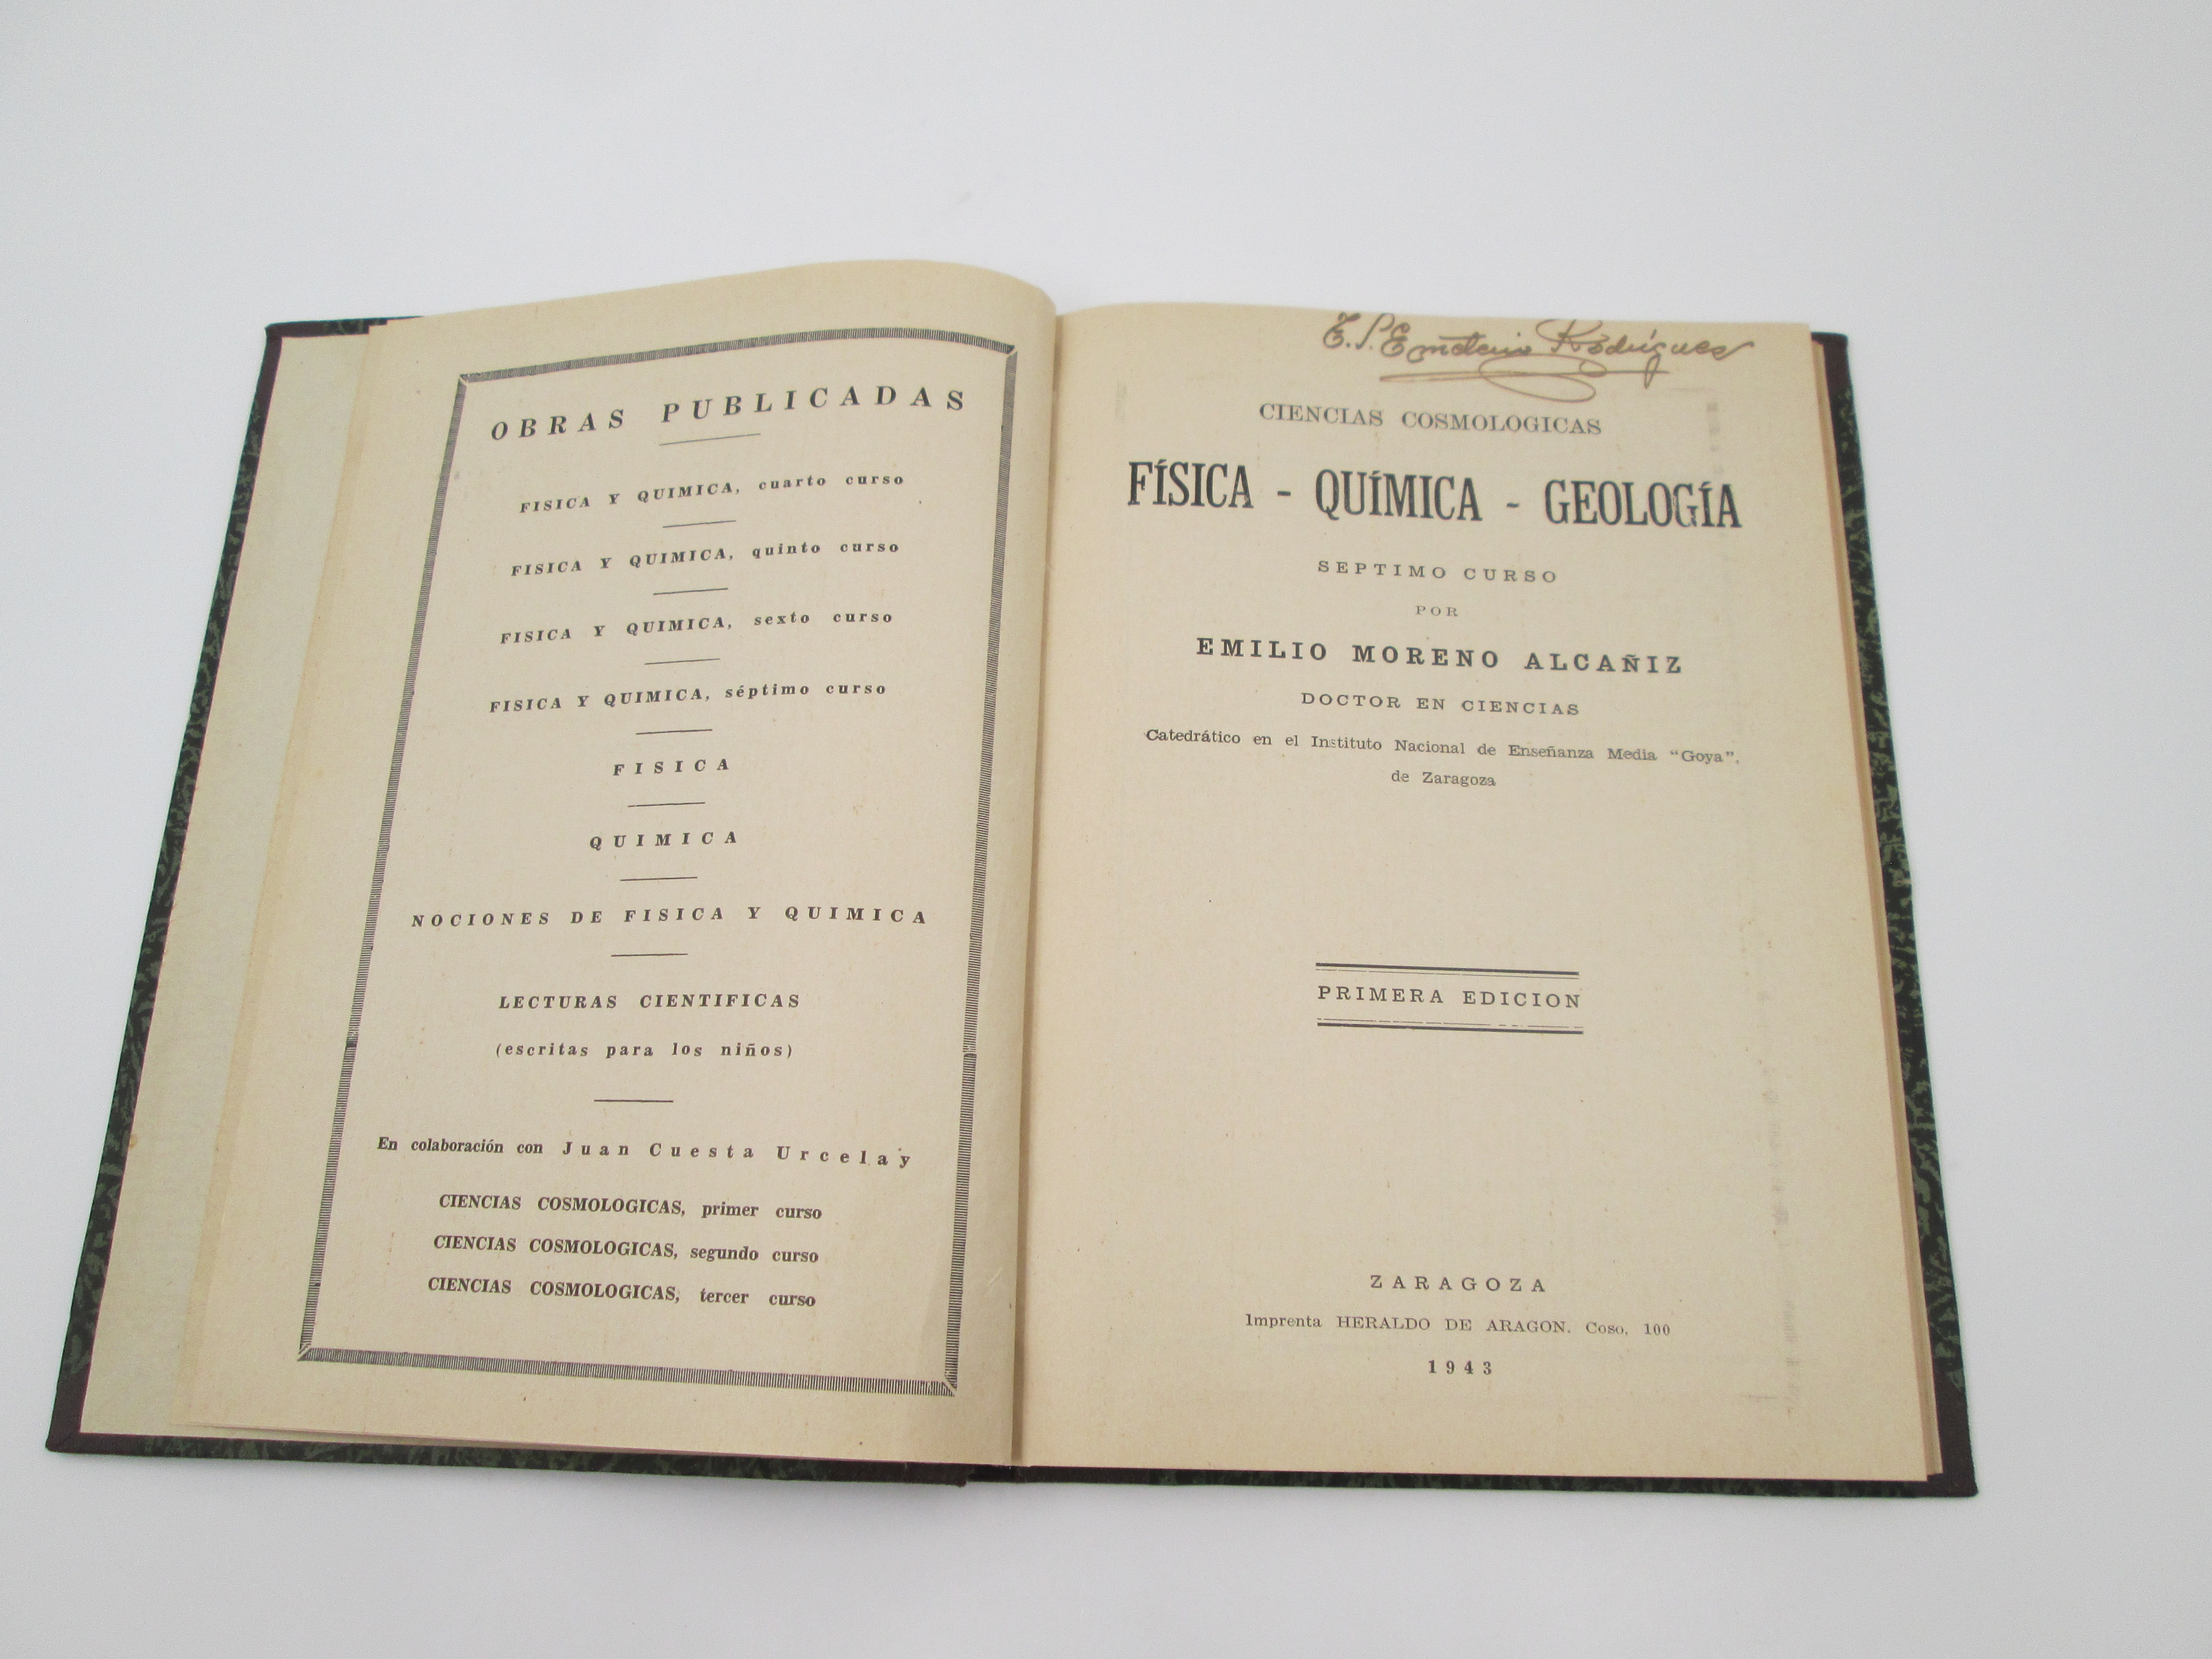 OBRAS PUBLICADAS
FISICA Y QUIMICA, cuarto curso
FISICA Y QUIMICA, quinto curso
FISICA Y QUIMICA, sexto curso
FISICA Y QUIMICA, séptimo curso
FISICA
QUIMICA
NOCIONES DE FISICA Y QUIMICA
LECTURAS CIENTIFICAS
(escritas para los niños)
En colaboración con Juan Cuesta Urcelay
CIENCIAS COSMOLOGICAS, primer curso
CIENCIAS COSMOLOGICAS, segundo curso
CIENCIAS COSMOLOGICAS, tercer curso
Emeterio Rodríguez
CIENCIAS COSMOLOGICAS
FÍSICA - QUÍMICA - GEOLOGÍA
SEPTIMO CURSO
POR
EMILIO MORENO ALCAÑIZ
DOCTOR EN CIENCIAS
Catedrático en el Instituto Nacional de Enseñanza Media “Goya”,
de Zaragoza
PRIMERA EDICION
ZARAGOZA
Imprenta HERALDO DE ARAGON. Coso, 100
1943